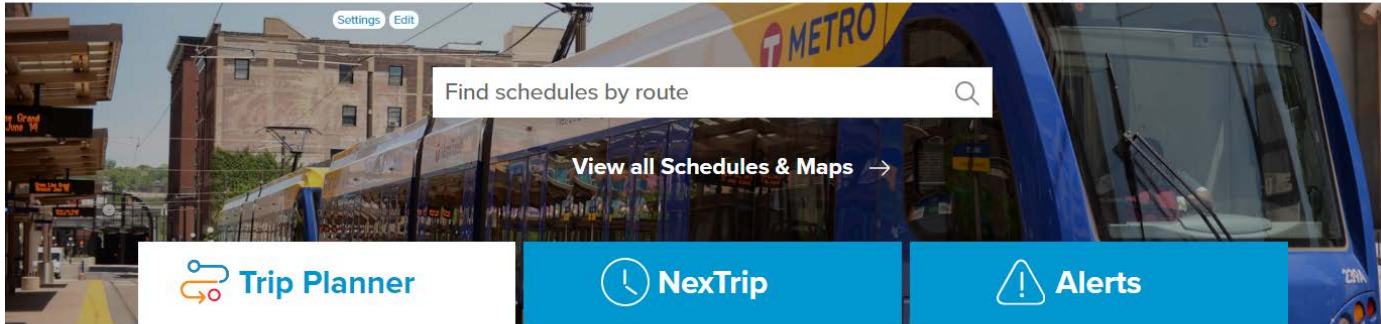 Settings Edit
METRO
Find schedules by route
View all Schedules & Maps →
Trip Planner
NexTrip
Alerts